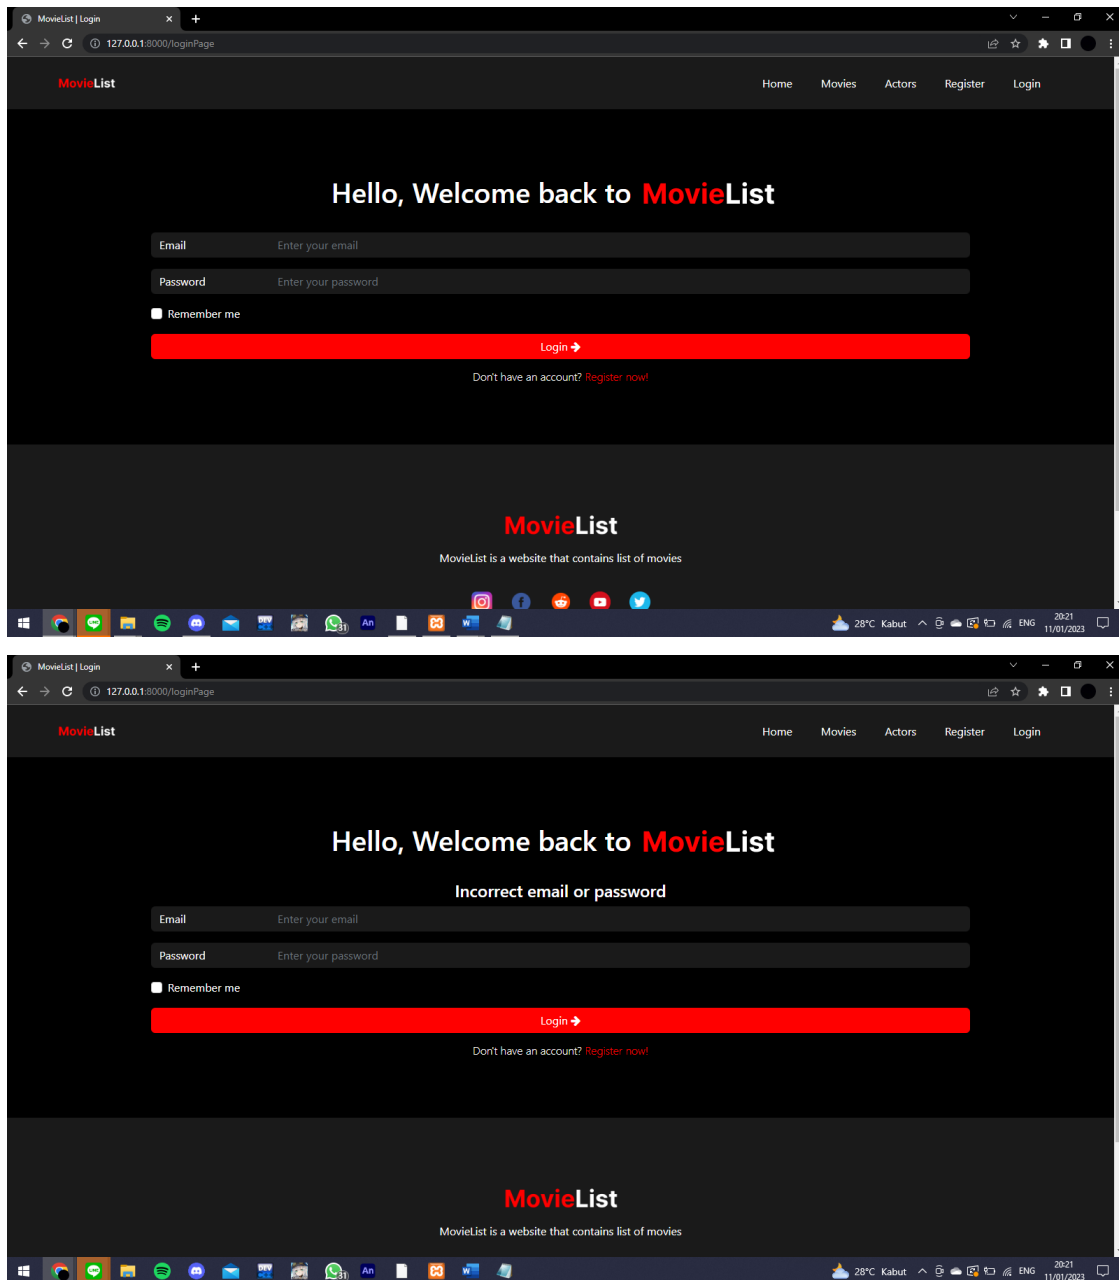 MovieList | Login
127.0.0.1:8000/loginPage
MovieList Home Movies Actors Register Login
Hello, Welcome back to MovieList
Email Enter your email
Password Enter your password
Remember me
Login
Don't have an account? Register now!
MovieList
MovieList is a website that contains list of movies
31 An 28°C Kabut ENG 20:21
11/01/2023
MovieList | Login
127.0.0.1:8000/loginPage
MovieList Home Movies Actors Register Login
Hello, Welcome back to MovieList
Incorrect email or password
Email Enter your email
Password Enter your password
Remember me
Login
Don't have an account? Register now!
MovieList
MovieList is a website that contains list of movies
31 An 28°C Kabut ENG 20:21
11/01/2023